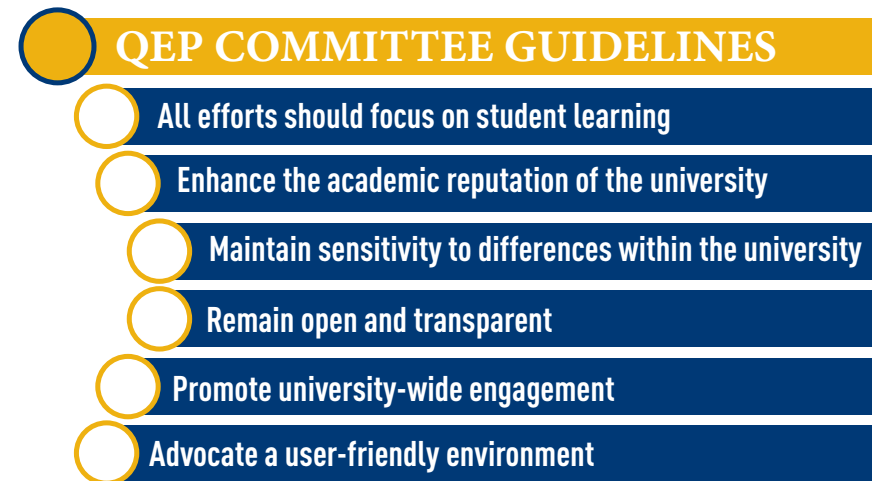 QEP COMMITTEE GUIDELINES
All efforts should focus on student learning
Enhance the academic reputation of the university
Maintain sensitivity to differences within the university
Remain open and transparent
Promote university-wide engagement
Advocate a user-friendly environment